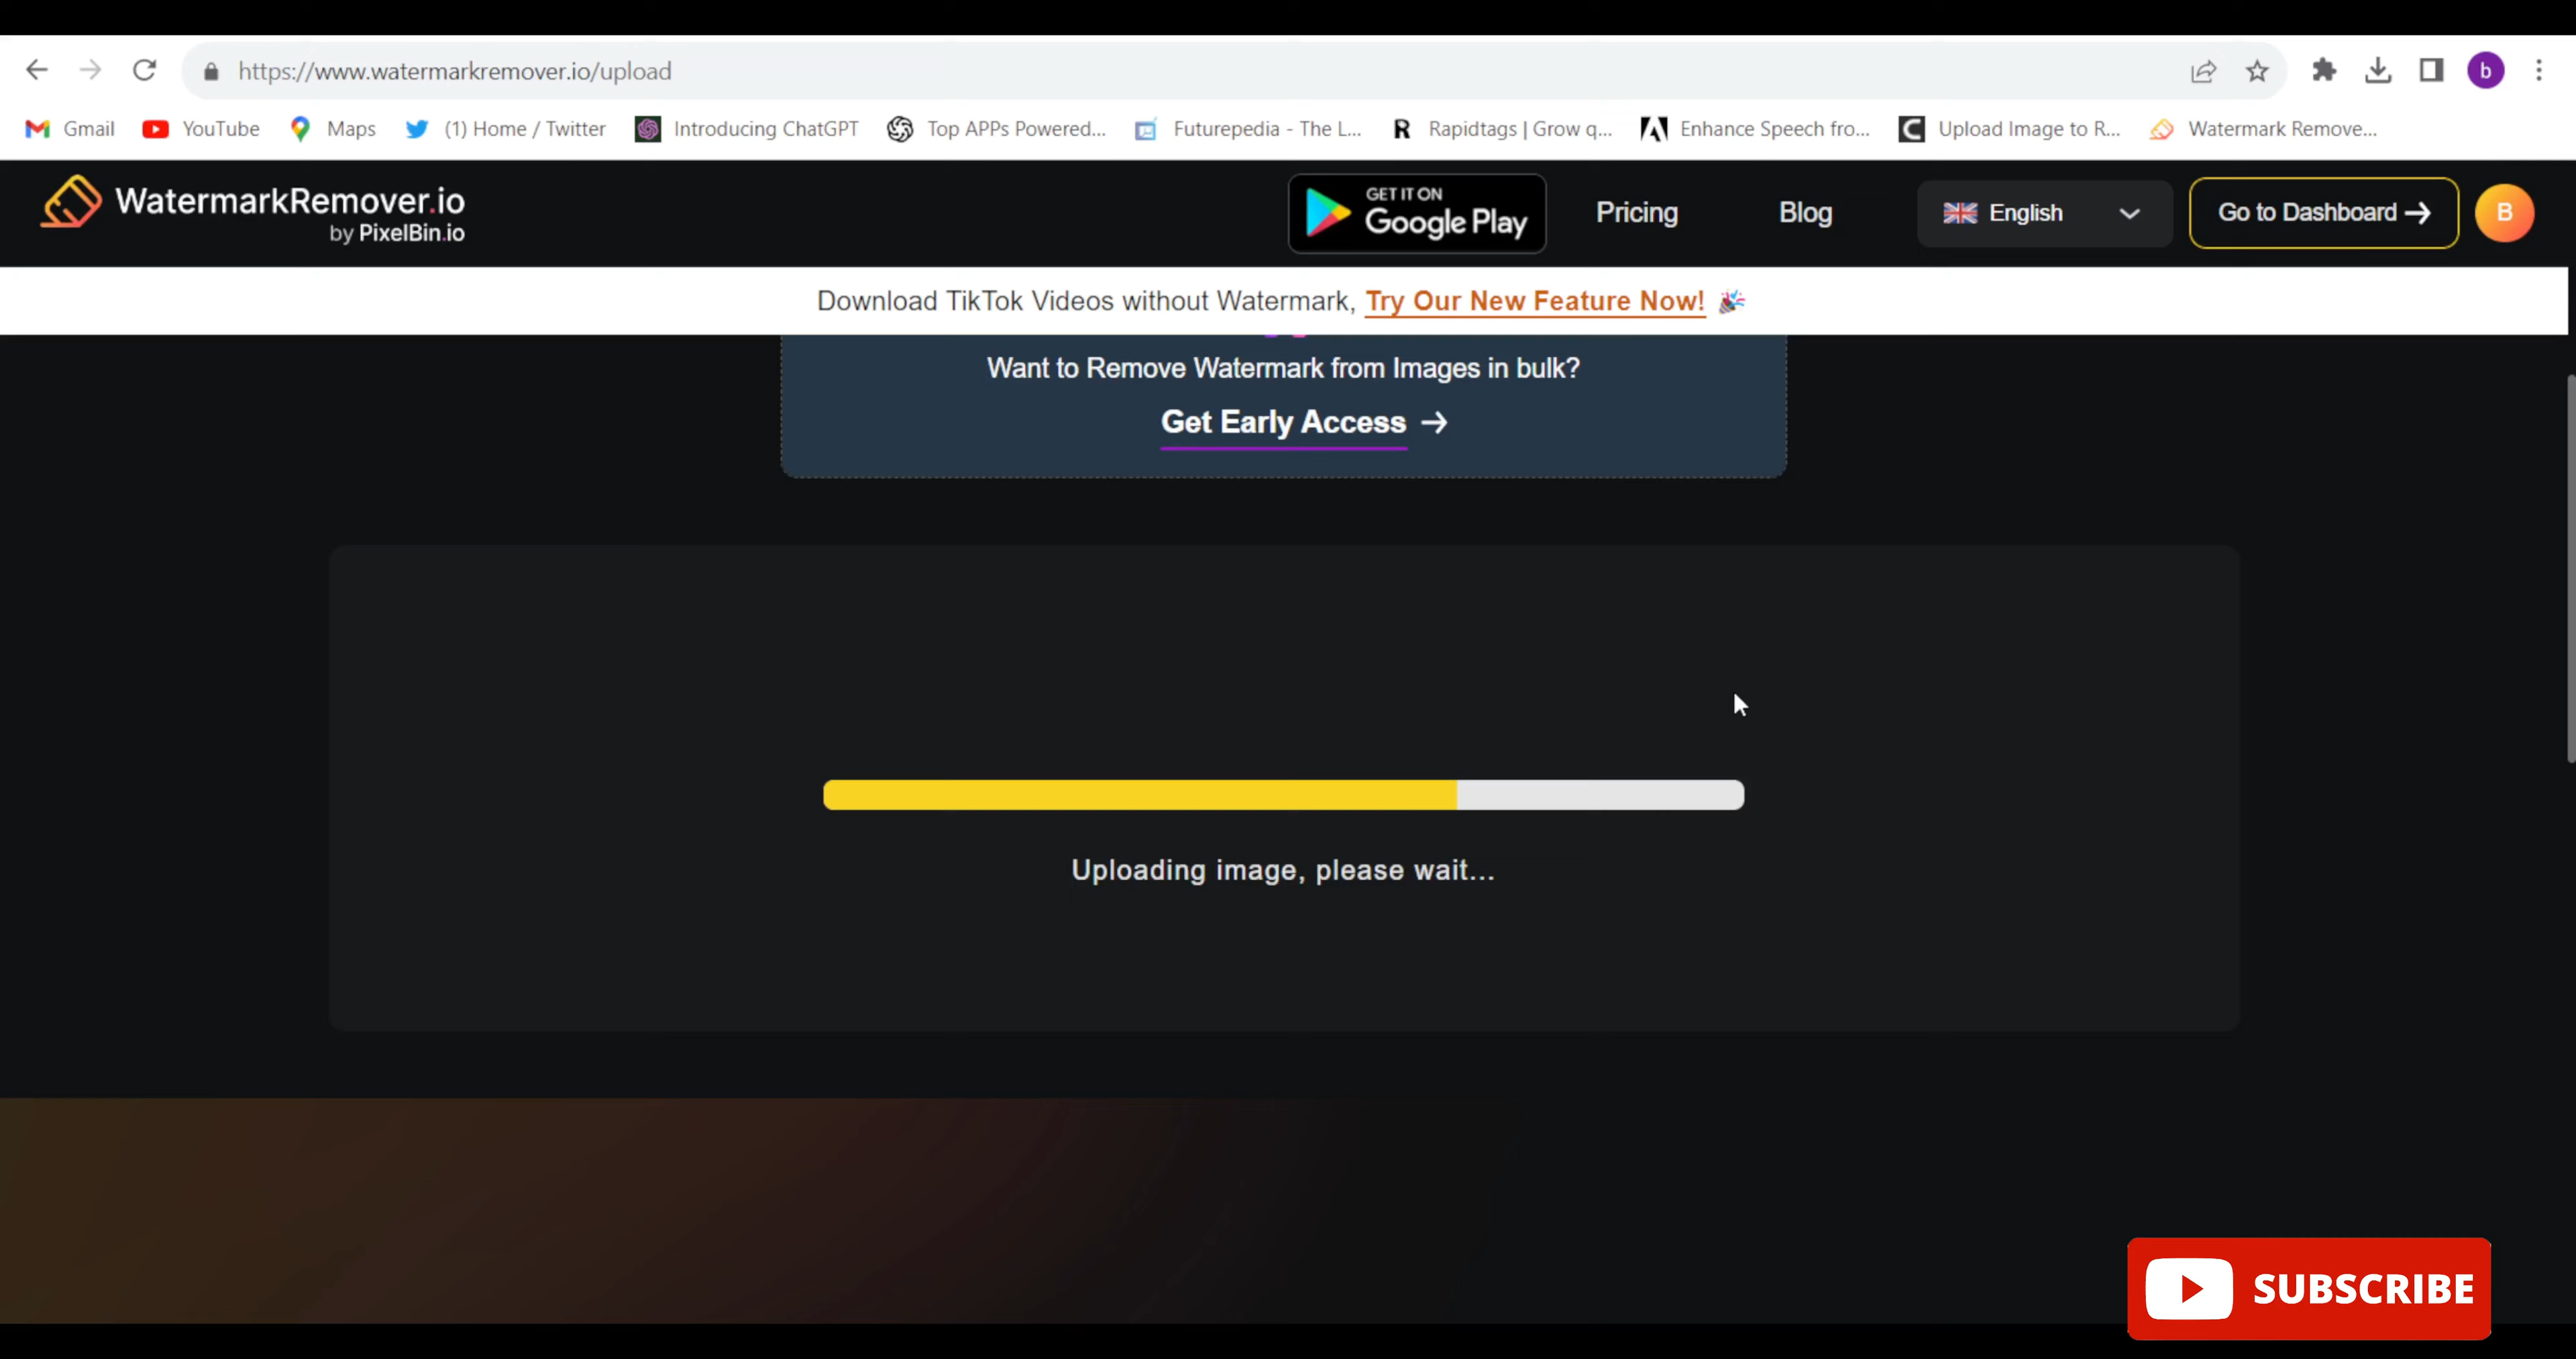 https://www.watermarkremover.io/upload
b
Gmail YouTube Maps (1) Home / Twitter Introducing ChatGPT Top APPs Powered... Futurepedia - The L... Rapidtags | Grow q... Enhance Speech fro... Upload Image to R... Watermark Remove...
WatermarkRemover.io
by PixelBin.io
GET IT ON
Google Play
Pricing
Blog
English
Go to Dashboard →
B
Download TikTok Videos without Watermark, Try Our New Feature Now!
Want to Remove Watermark from Images in bulk?
Get Early Access →
Uploading image, please wait...
SUBSCRIBE